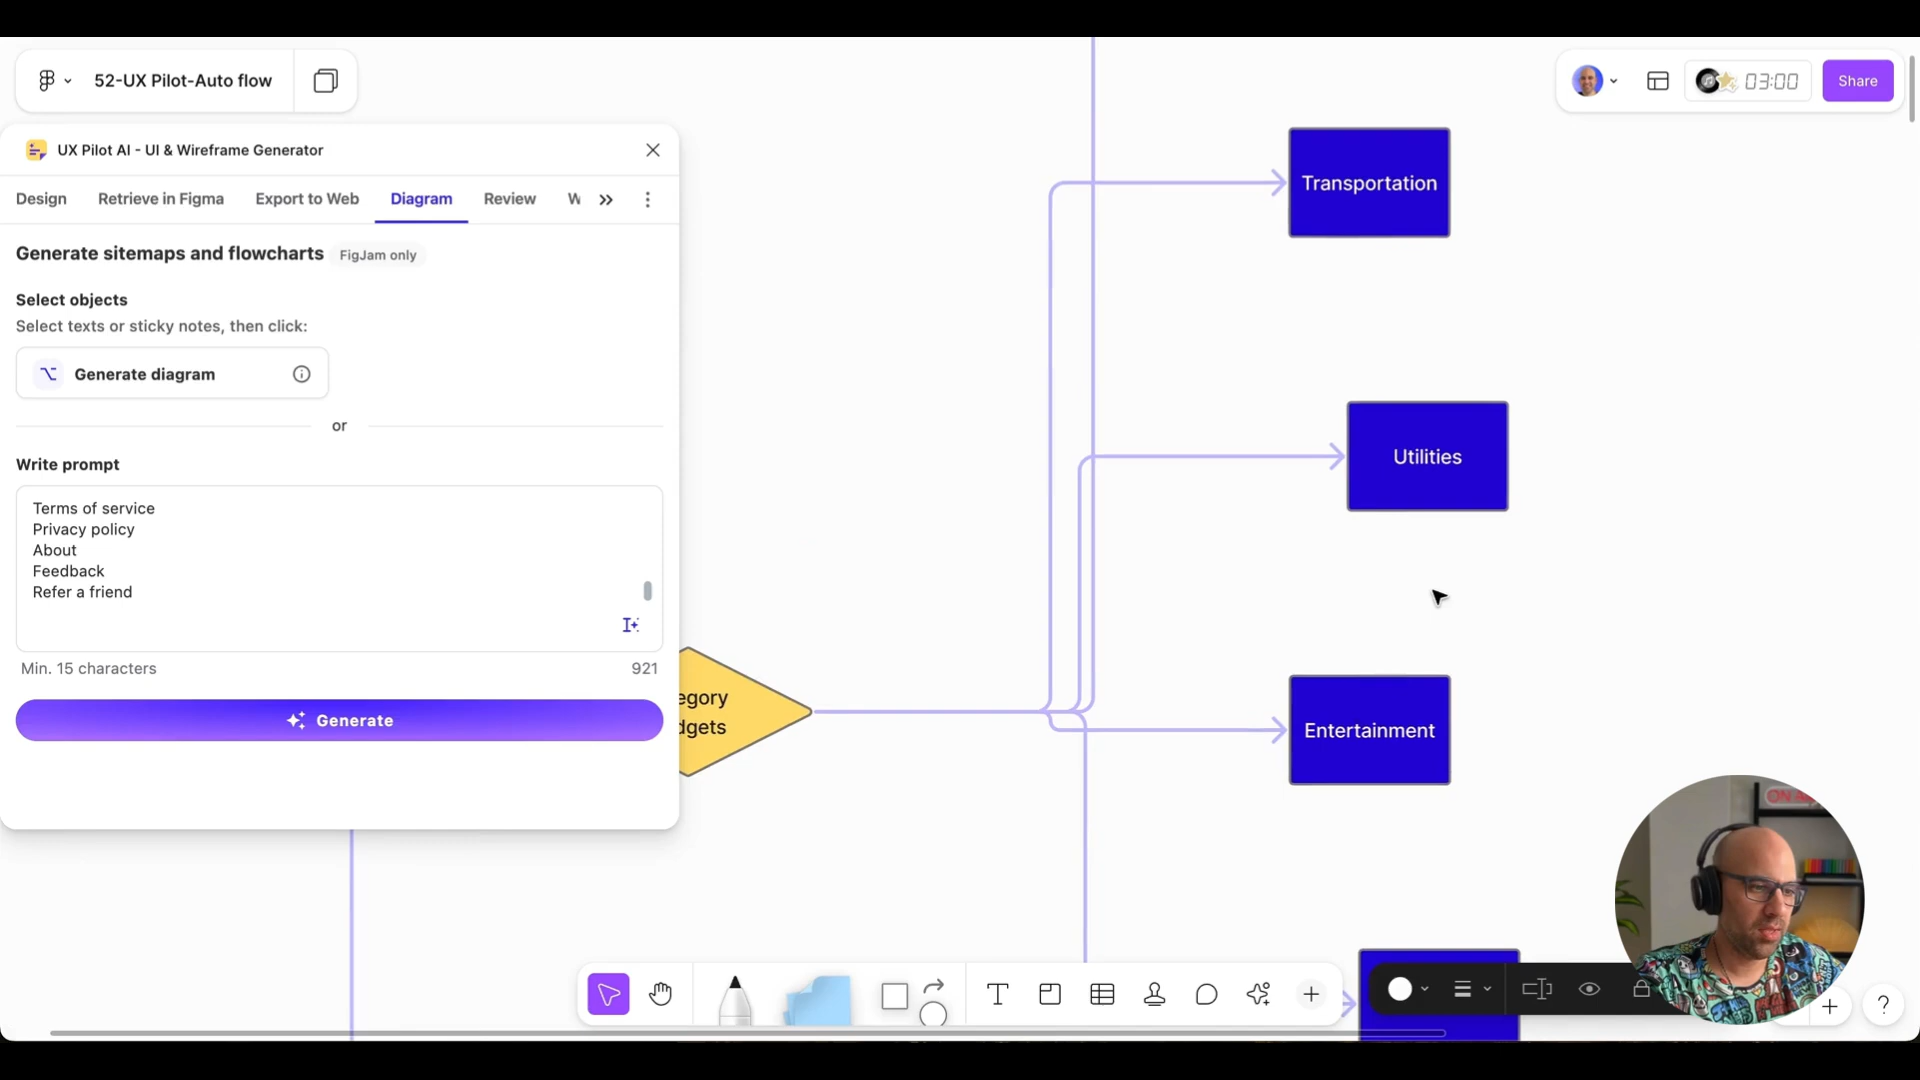 52-UX Pilot-Auto flow
03:00
Share
UX Pilot AI - UI & Wireframe Generator
Design
Retrieve in Figma
Export to Web
Diagram
Review
W
Generate sitemaps and flowcharts
FigJam only
Select objects
Select texts or sticky notes, then click:
Generate diagram
or
Write prompt
Terms of service
Privacy policy
About
Feedback
Refer a friend
Min. 15 characters
921
Generate
egory
dgets
Transportation
Utilities
Entertainment
T
?